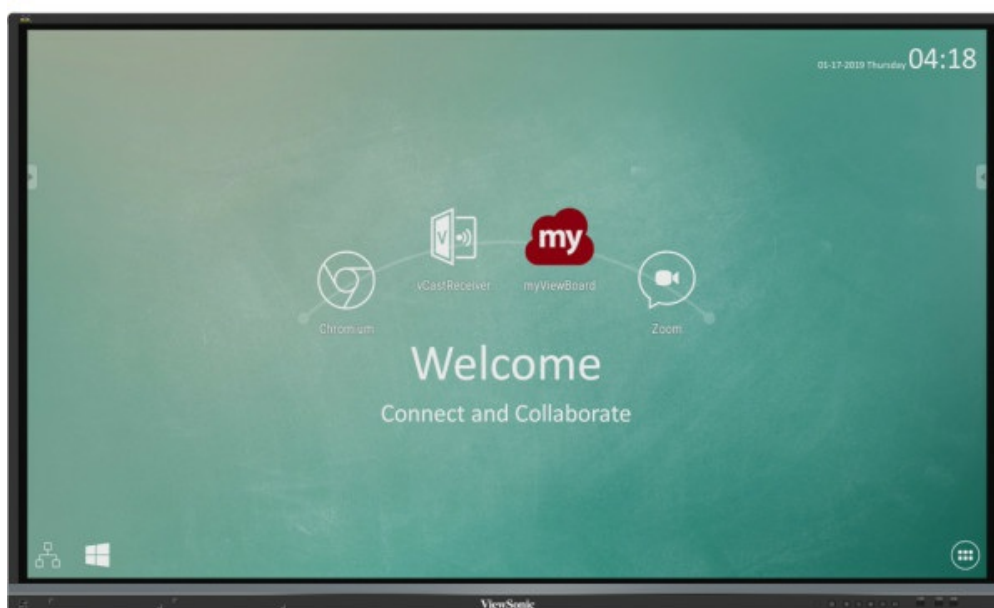 01-17-2019 Thursday 04:18
V
my
vCastReceiver
myViewBoard
Chromium
Zoom
Welcome
Connect and Collaborate
ViewSonic